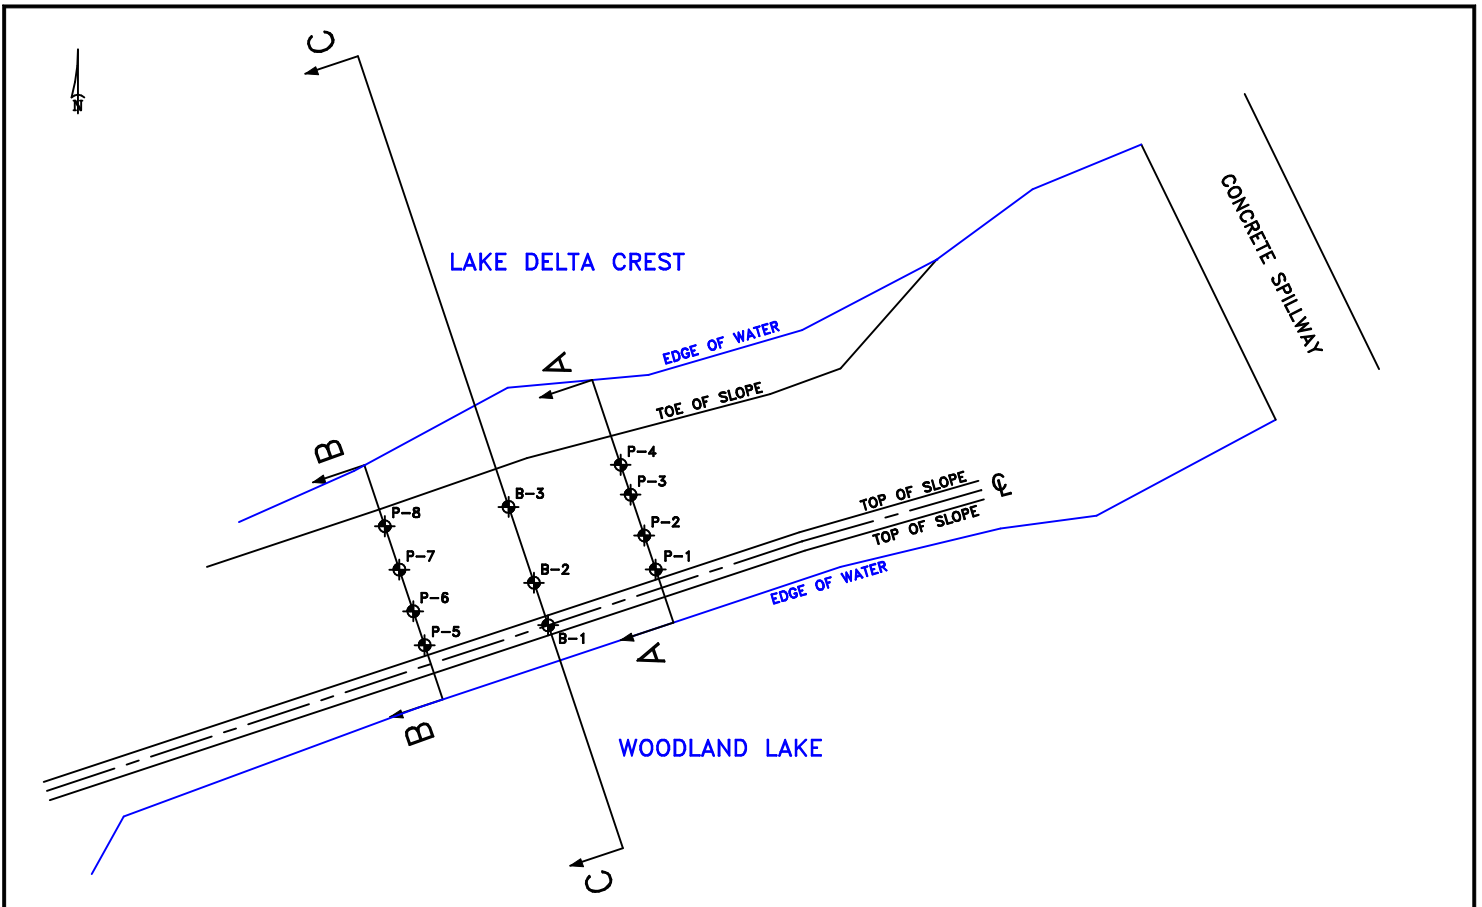 C
N
CONCRETE SPILLWAY
LAKE DELTA CREST
EDGE OF WATER
A
TOE OF SLOPE
B
P-4
P-3
B-3
P-8
P-2
P-7
B-2
P-1
P-6
P-5
B-1
TOP OF SLOPE
CL
TOP OF SLOPE
EDGE OF WATER
A
B
WOODLAND LAKE
C